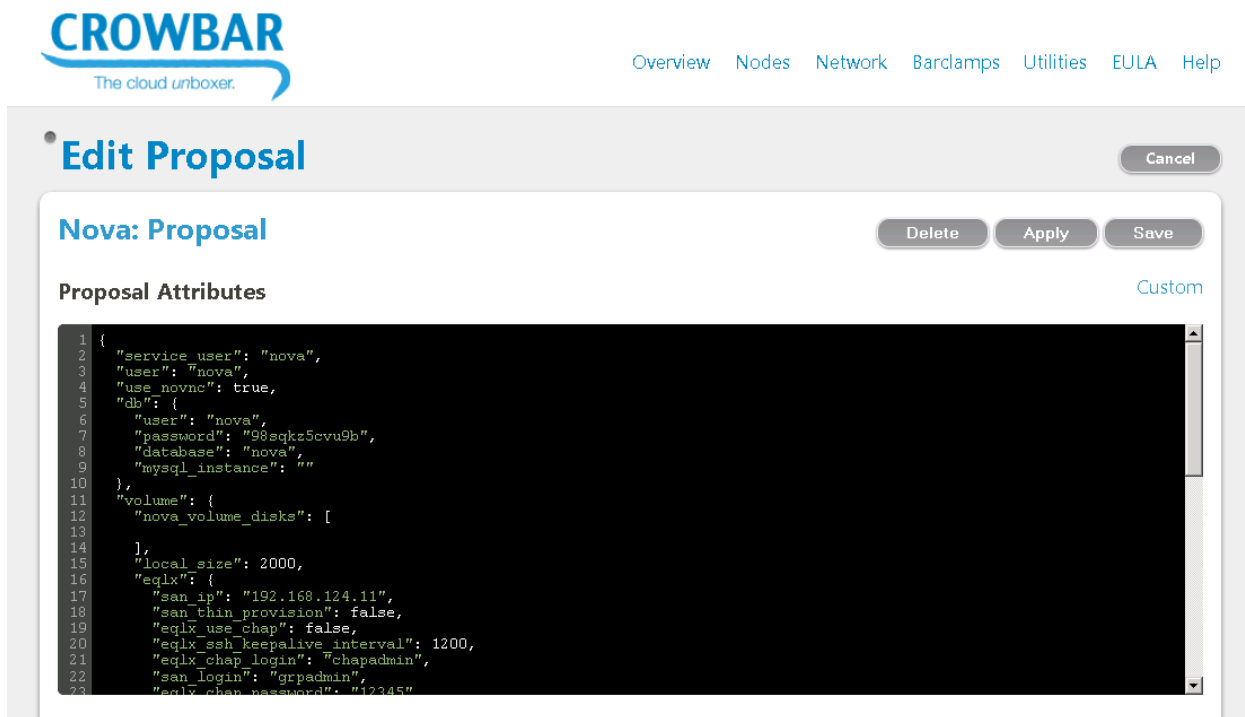 CROWBAR
The cloud unboxer.
Overview Nodes Network Barclamps Utilities EULA Help
Edit Proposal
Cancel
Nova: Proposal
Delete Apply Save
Proposal Attributes
Custom
1 {
2 "service_user": "nova",
3 "user": "nova",
4 "use_novnc": true,
5 "db": {
6 "user": "nova",
7 "password": "98sqkz5cvu9b",
8 "database": "nova",
9 "mysql_instance": ""
10 },
11 "volume": {
12 "nova_volume_disks": [
13
14 ],
15 "local_size": 2000,
16 "eqlx": {
17 "san_ip": "192.168.124.11",
18 "san_thin_provision": false,
19 "eqlx_use_chap": false,
20 "eqlx_ssh_keepalive_interval": 1200,
21 "eqlx_chap_login": "chapadmin",
22 "san_login": "grpadmin",
23 "eqlx_chap_password": "12345"